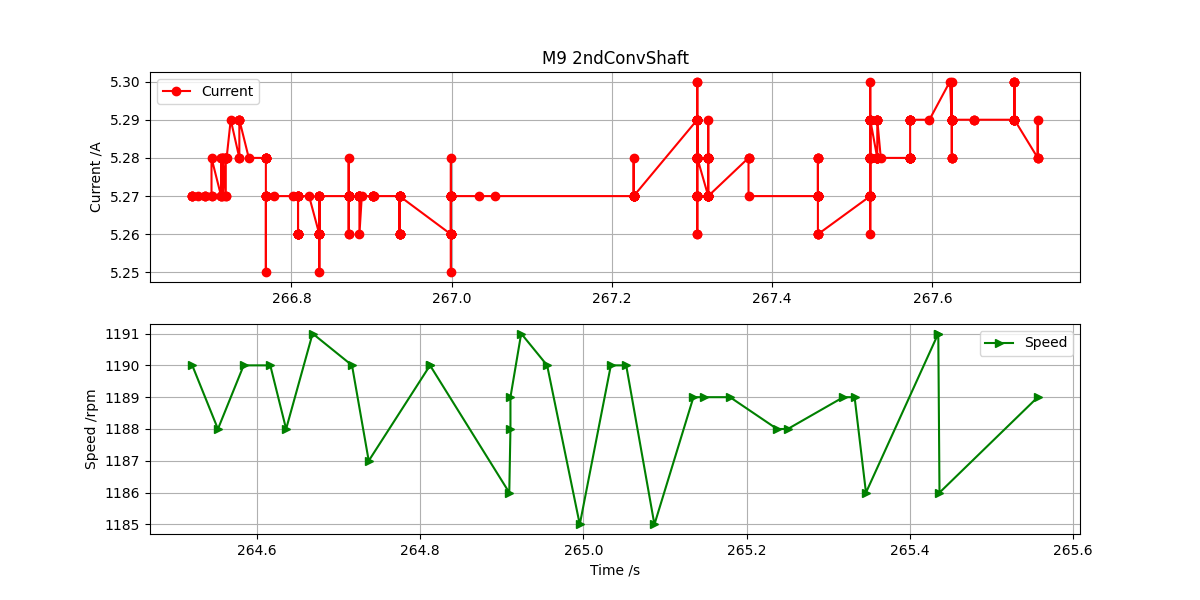 M9 2ndConvShaft
5.30
5.29
5.28
5.27
5.26
5.25
Current /A
Current
266.8 267.0 267.2 267.4 267.6
1191
1190
1189
1188
1187
1186
1185
Speed /rpm
Speed
264.6 264.8 265.0 265.2 265.4 265.6
Time /s